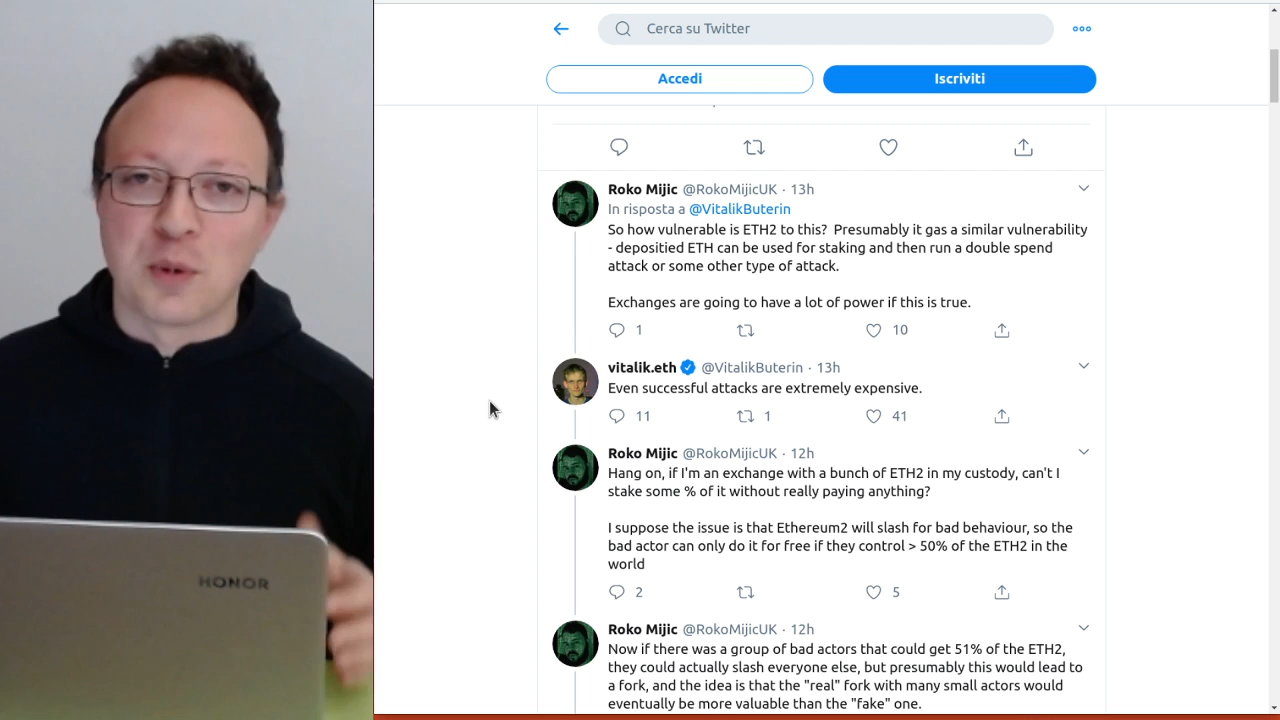 Cerca su Twitter
Accedi
Iscriviti
Roko Mijic @RokoMijicUK · 13h
In risposta a @VitalikButerin
So how vulnerable is ETH2 to this?  Presumably it gas a similar vulnerability
- depositied ETH can be used for staking and then run a double spend
attack or some other type of attack.
Exchanges are going to have a lot of power if this is true.
1
10
vitalik.eth @VitalikButerin · 13h
Even successful attacks are extremely expensive.
11
1
41
Roko Mijic @RokoMijicUK · 12h
Hang on, if I'm an exchange with a bunch of ETH2 in my custody, can't I
stake some % of it without really paying anything?
I suppose the issue is that Ethereum2 will slash for bad behaviour, so the
bad actor can only do it for free if they control > 50% of the ETH2 in the
world
2
5
Roko Mijic @RokoMijicUK · 12h
Now if there was a group of bad actors that could get 51% of the ETH2,
they could actually slash everyone else, but presumably this would lead to
a fork, and the idea is that the "real" fork with many small actors would
eventually be more valuable than the "fake" one.
HONOR